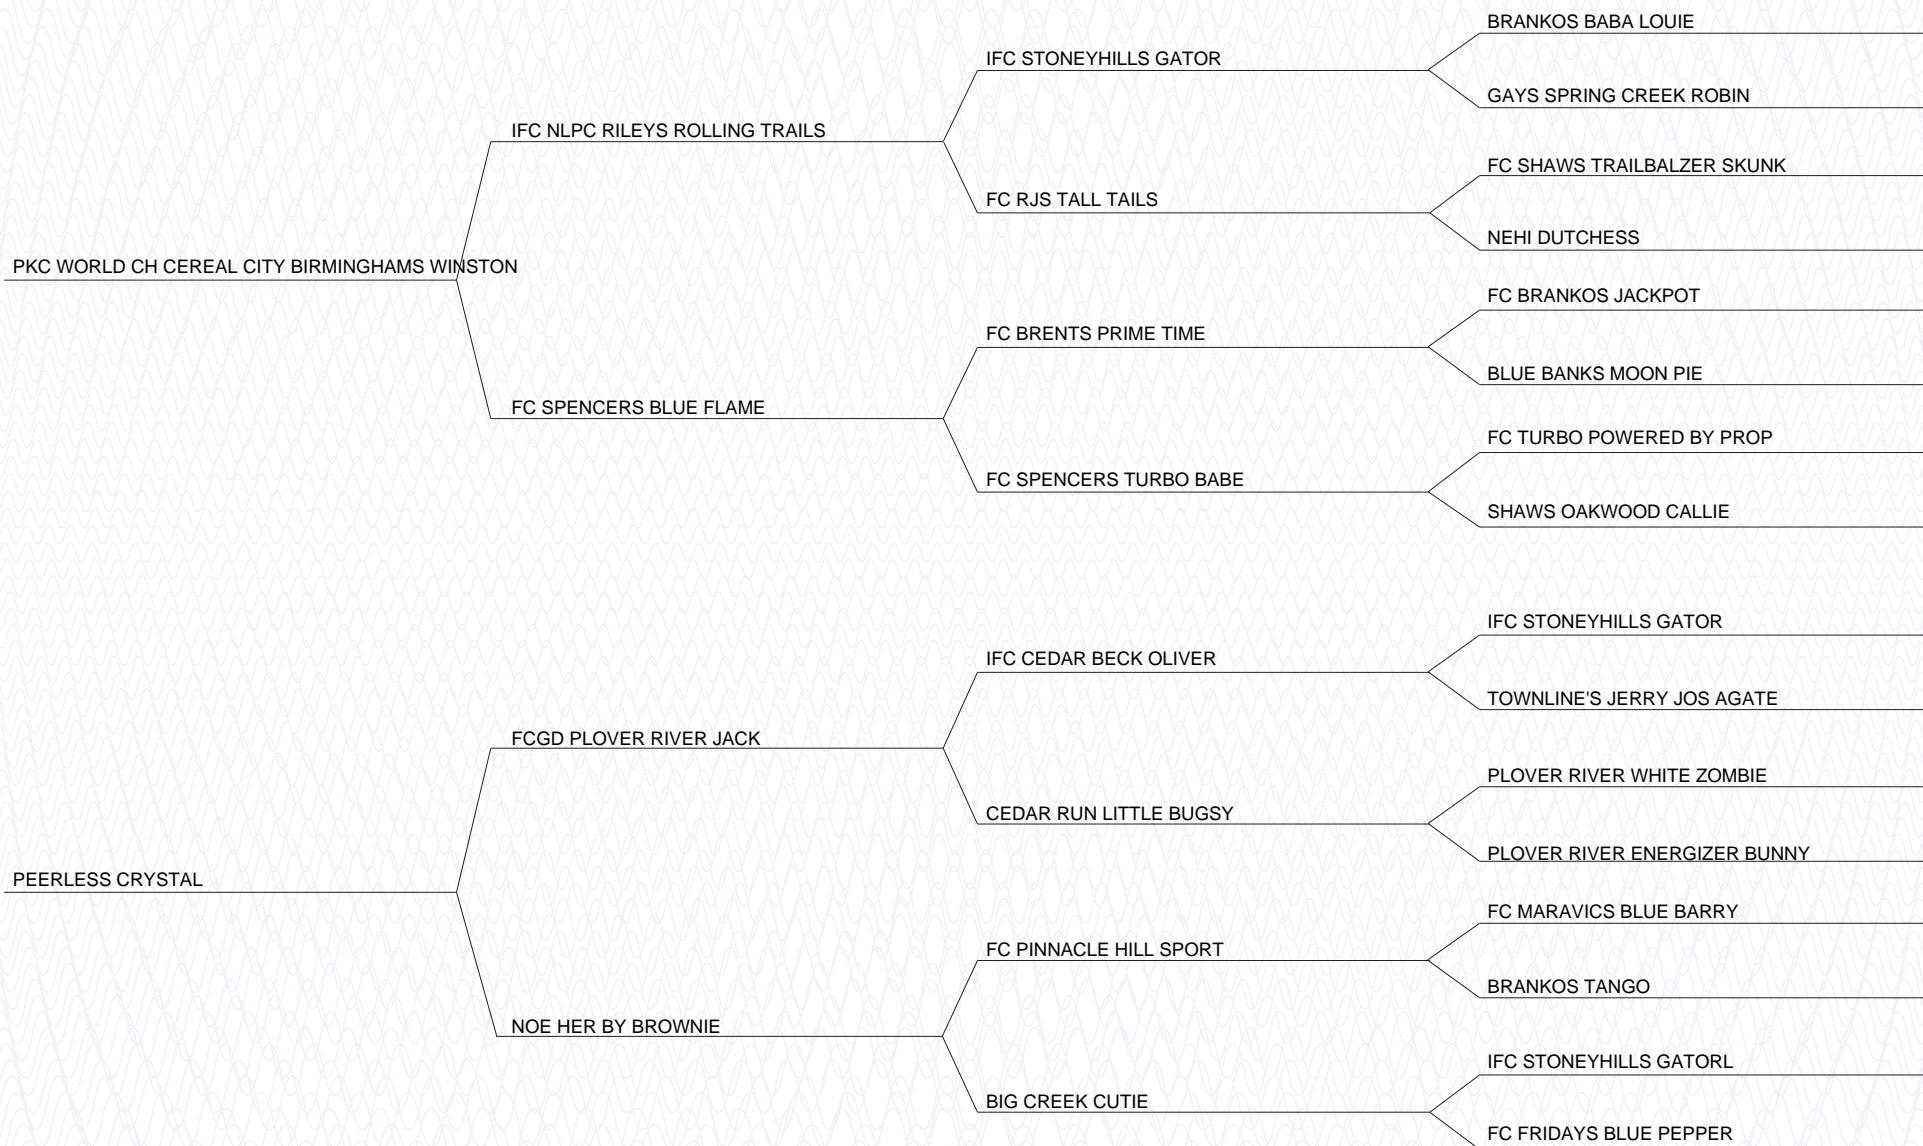 BRANKOS BABA LOUIE
IFC STONEYHILLS GATOR
GAYS SPRING CREEK ROBIN
IFC NLPC RILEYS ROLLING TRAILS
FC SHAWS TRAILBALZER SKUNK
FC RJS TALL TAILS
NEHI DUTCHESS
PKC WORLD CH CEREAL CITY BIRMINGHAMS WINSTON
FC BRANKOS JACKPOT
FC BRENTS PRIME TIME
BLUE BANKS MOON PIE
FC SPENCERS BLUE FLAME
FC TURBO POWERED BY PROP
FC SPENCERS TURBO BABE
SHAWS OAKWOOD CALLIE
IFC STONEYHILLS GATOR
IFC CEDAR BECK OLIVER
TOWNLINE'S JERRY JOS AGATE
FCGD PLOVER RIVER JACK
PLOVER RIVER WHITE ZOMBIE
CEDAR RUN LITTLE BUGSY
PLOVER RIVER ENERGIZER BUNNY
PEERLESS CRYSTAL
FC MARAVICS BLUE BARRY
FC PINNACLE HILL SPORT
BRANKOS TANGO
NOE HER BY BROWNIE
IFC STONEYHILLS GATORL
BIG CREEK CUTIE
FC FRIDAYS BLUE PEPPER